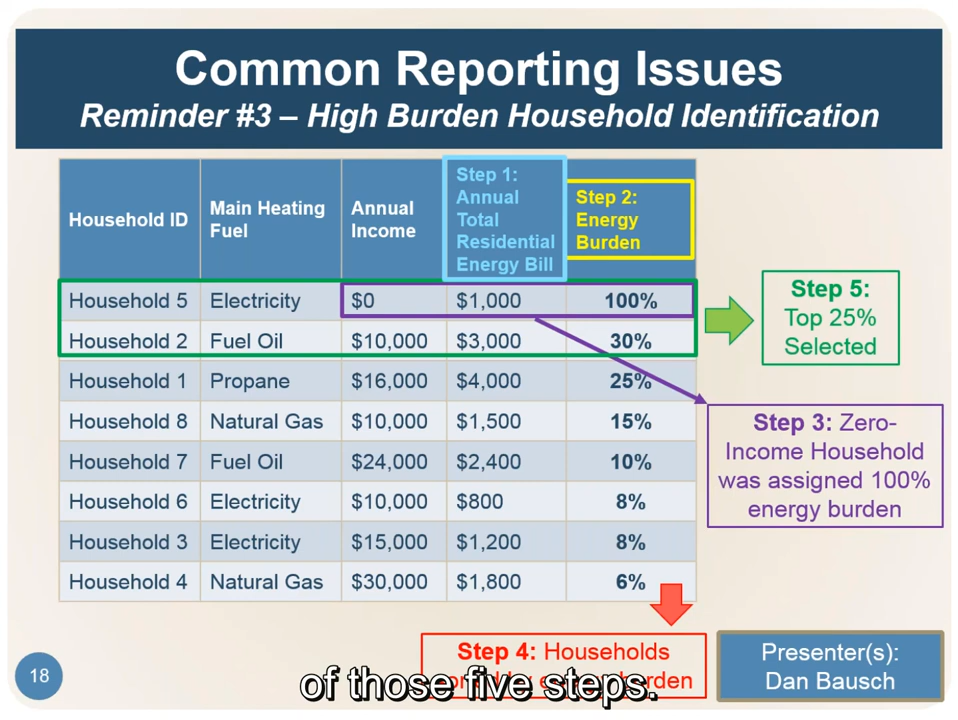 Common Reporting Issues
Reminder #3 – High Burden Household Identification
Household ID
Main Heating
Fuel
Annual
Income
Step 1:
Annual
Total
Residential
Energy Bill
Step 2:
Energy
Burden
Household 5 Electricity $0 $1,000 100%
Household 2 Fuel Oil $10,000 $3,000 30%
Household 1 Propane $16,000 $4,000 25%
Household 8 Natural Gas $10,000 $1,500 15%
Household 7 Fuel Oil $24,000 $2,400 10%
Household 6 Electricity $10,000 $800 8%
Household 3 Electricity $15,000 $1,200 8%
Household 4 Natural Gas $30,000 $1,800 6%
Step 5:
Top 25%
Selected
Step 3: Zero-
Income Household
was assigned 100%
energy burden
Step 4: Households
burden
of those five steps.
Presenter(s):
Dan Bausch
18